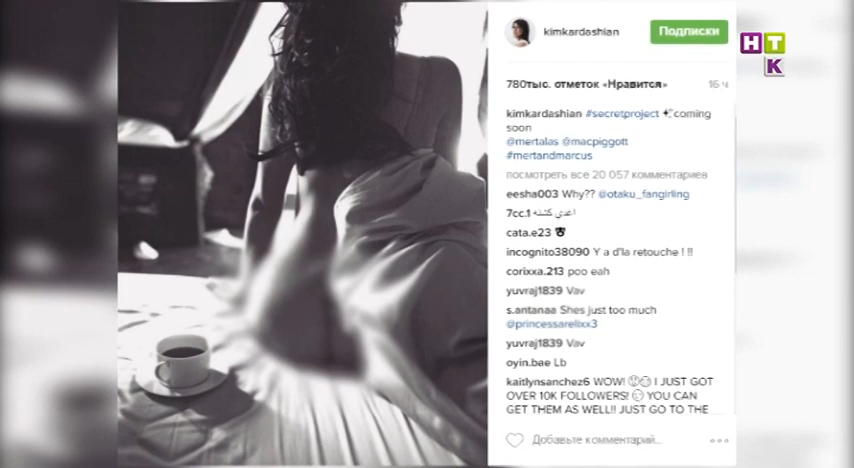 kimkardashian
Подписки
НТК
780тыс. отметок «Нравится»
16 ч
kimkardashian #secretproject ✨coming
soon
@mertalas @macpiggott
#mertandmarcus
посмотреть все 20 057 комментариев
eesha003 Why?? @otaku_fangirling
7cc.1 اعدي كشنه
cata.e23
incognito38090 Y a d'la retouche ! !!
corixxa.213 poo eah
yuvraj1839 Vav
s.antanaa Shes just too much
@princessarelixx3
yuvraj1839 Vav
oyin.bae Lb
kaitlynsanchez6 WOW! I JUST GOT
OVER 10K FOLLOWERS! YOU CAN
GET THEM AS WELL!! JUST GO TO THE
Добавьте комментарий...